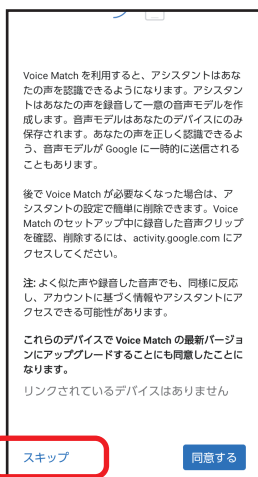 Voice Match を利用すると、アシスタントはあな
たの声を認識できるようになります。アシスタン
トはあなたの声を録音して一意の音声モデルを作
成します。音声モデルはあなたのデバイスにのみ
保存されます。あなたの声を正しく認識できるよ
う、音声モデルが Google に一時的に送信される
こともあります。
後で Voice Match が必要なくなった場合は、ア
シスタントの設定で簡単に削除できます。Voice
Match のセットアップ中に録音した音声クリップ
を確認、削除するには、activity.google.com にア
クセスしてください。
注: よく似た声や録音した音声でも、同様に反応
し、アカウントに基づく情報やアシスタントにア
クセスできる可能性があります。
これらのデバイスで Voice Match の最新バージョ
ンにアップグレードすることにも同意したことに
なります。
リンクされているデバイスはありません
スキップ
同意する